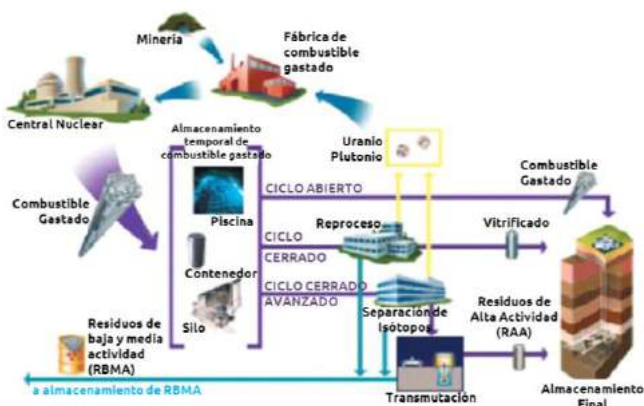 Minería
Fábrica de
combustible
gastado
Central Nuclear
Almacenamiento
temporal de
combustible gastado
Uranio
Plutonio
Combustible
Gastado
Combustible
Gastado
CICLO ABIERTO
Piscina
Reproceso
Vitrificado
CICLO
CERRADO
Contenedor
CICLO CERRADO
AVANZADO
Silo
Separación de
Isótopos
Residuos de
Alta Actividad
(RAA)
Residuos de
baja y media
actividad
(RBMA)
a almacenamiento de RBMA
Transmutación
Almacenamiento
Final